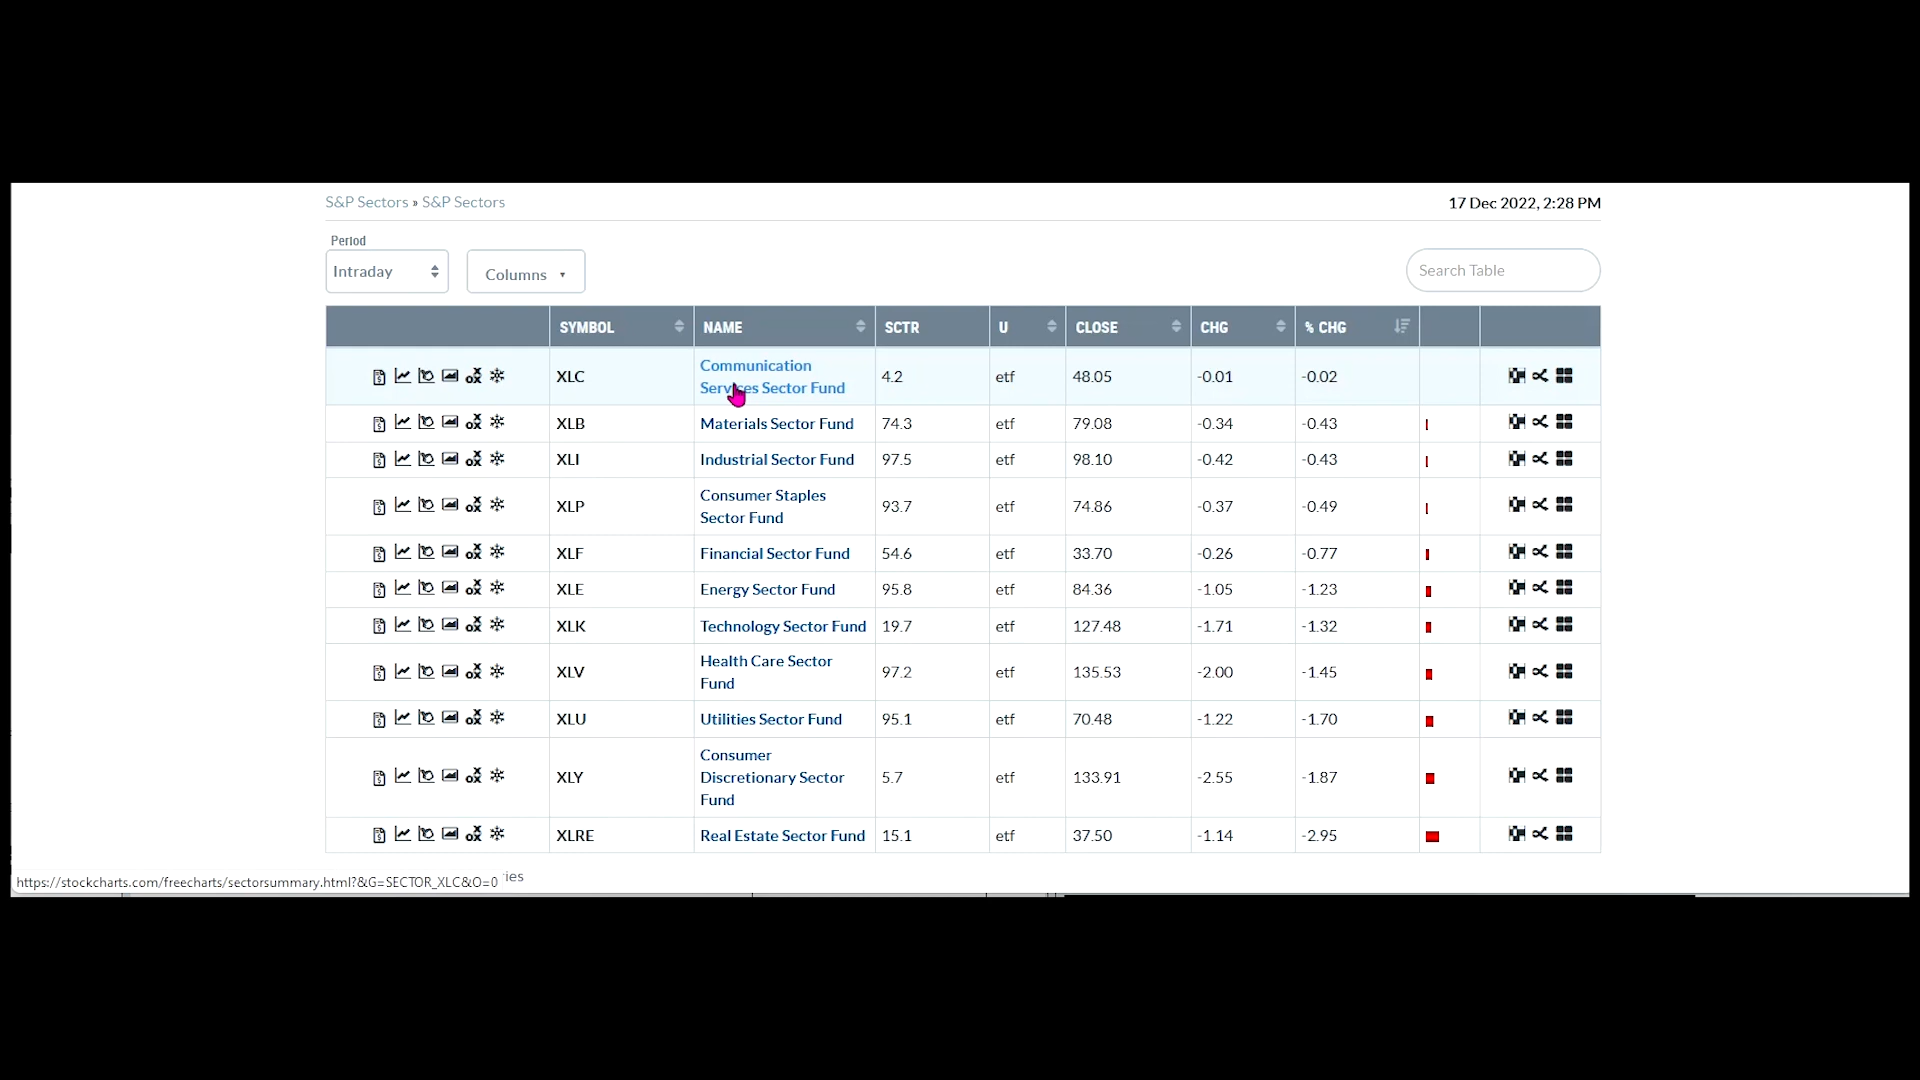 S&P Sectors » S&P Sectors 17 Dec 2022, 2:28 PM
Period
Intraday Columns Search Table
SYMBOL NAME SCTR U CLOSE CHG % CHG
XLC Communication Services Sector Fund 4.2 etf 48.05 -0.01 -0.02
XLB Materials Sector Fund 74.3 etf 79.08 -0.34 -0.43
XLI Industrial Sector Fund 97.5 etf 98.10 -0.42 -0.43
XLP Consumer Staples Sector Fund 93.7 etf 74.86 -0.37 -0.49
XLF Financial Sector Fund 54.6 etf 33.70 -0.26 -0.77
XLE Energy Sector Fund 95.8 etf 84.36 -1.05 -1.23
XLK Technology Sector Fund 19.7 etf 127.48 -1.71 -1.32
XLV Health Care Sector Fund 97.2 etf 135.53 -2.00 -1.45
XLU Utilities Sector Fund 95.1 etf 70.48 -1.22 -1.70
XLY Consumer Discretionary Sector Fund 5.7 etf 133.91 -2.55 -1.87
XLRE Real Estate Sector Fund 15.1 etf 37.50 -1.14 -2.95
https://stockcharts.com/freecharts/sectorsummary.html?&G=SECTOR_XLC&O=0